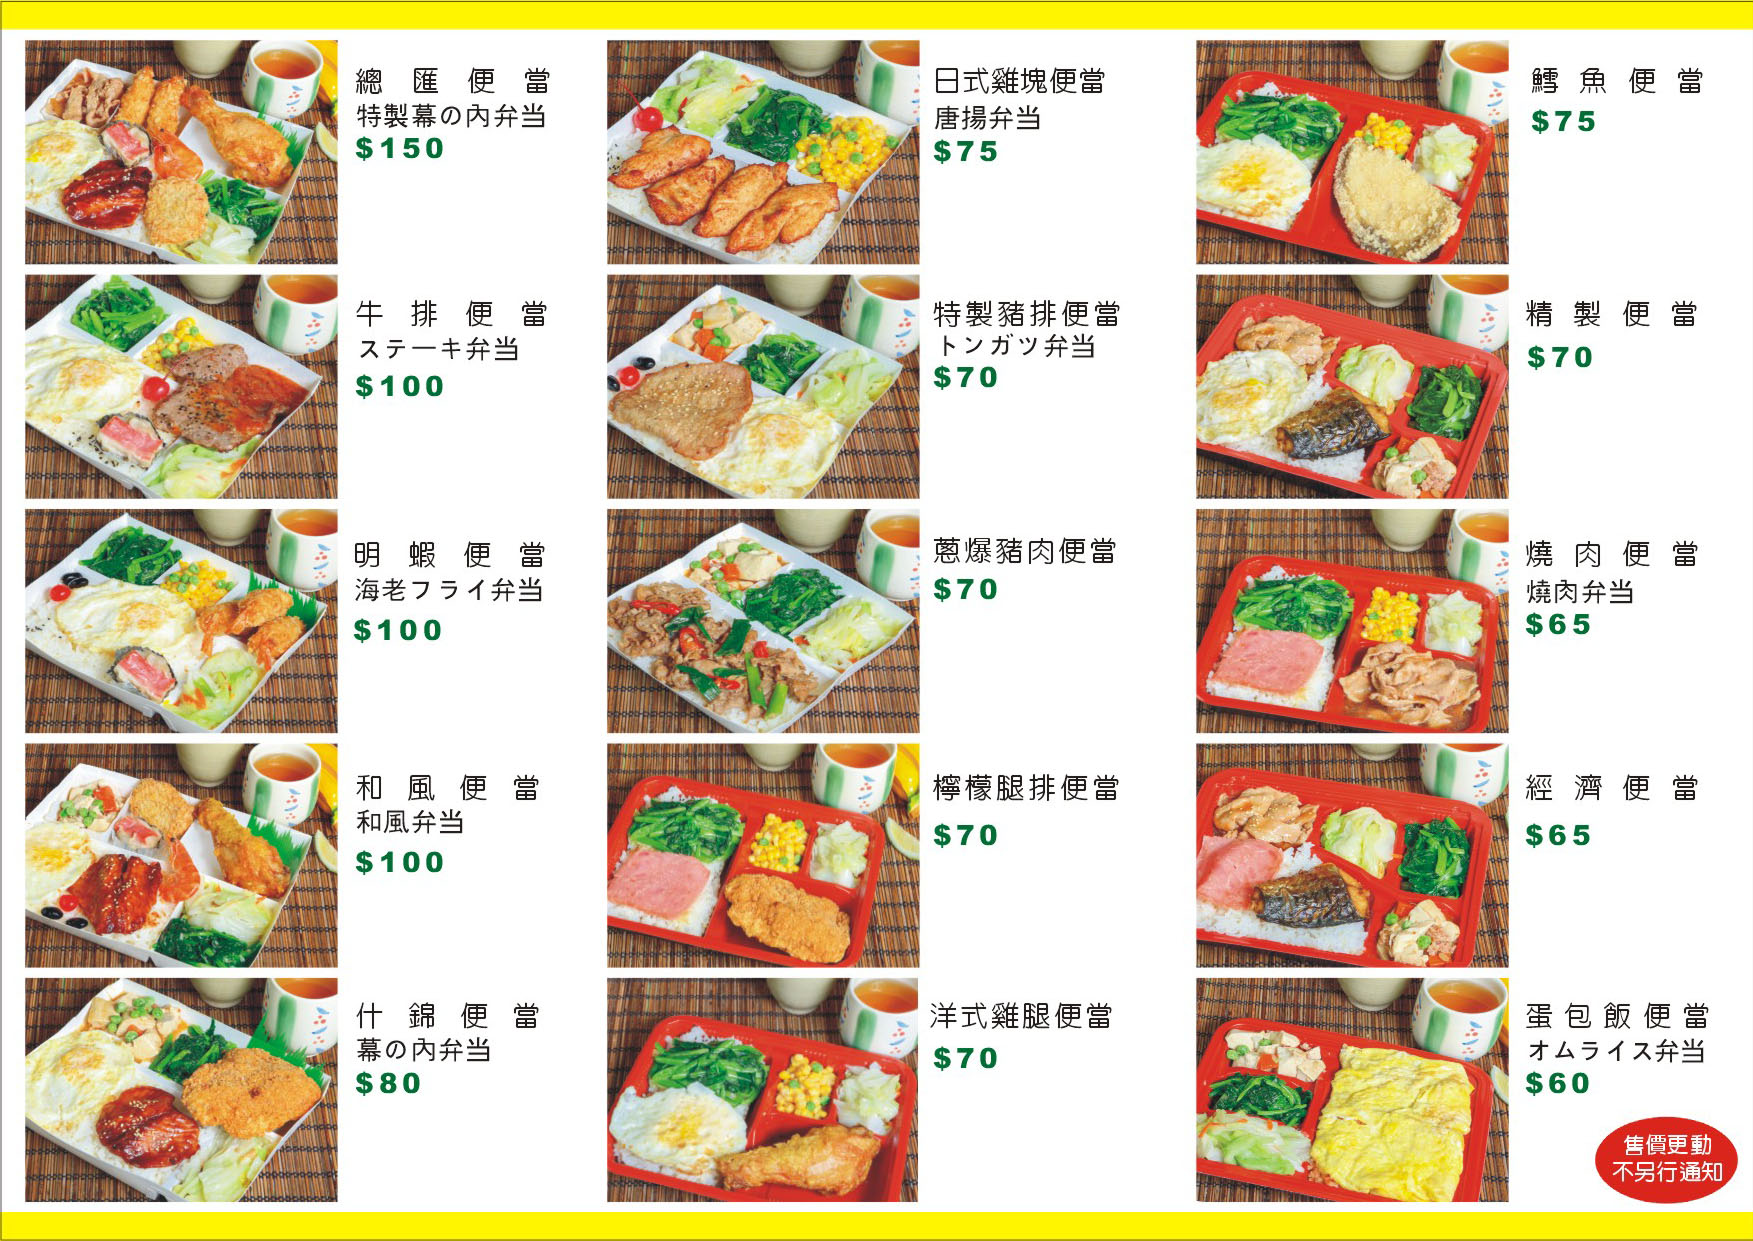 總匯便當
特製幕の內弁当
$150
牛排便當
ステーキ弁当
$100
明蝦便當
海老フライ弁当
$100
和風便當
和風弁当
$100
什錦便當
幕の內弁当
$80
日式雞塊便當
唐揚弁当
$75
特製豬排便當
トンガツ弁当
$70
蔥爆豬肉便當
$70
檸檬腿排便當
$70
洋式雞腿便當
$70
鱈魚便當
$75
精製便當
$70
燒肉便當
燒肉弁当
$65
經濟便當
$65
蛋包飯便當
オムライス弁当
$60
售價更動
不另行通知